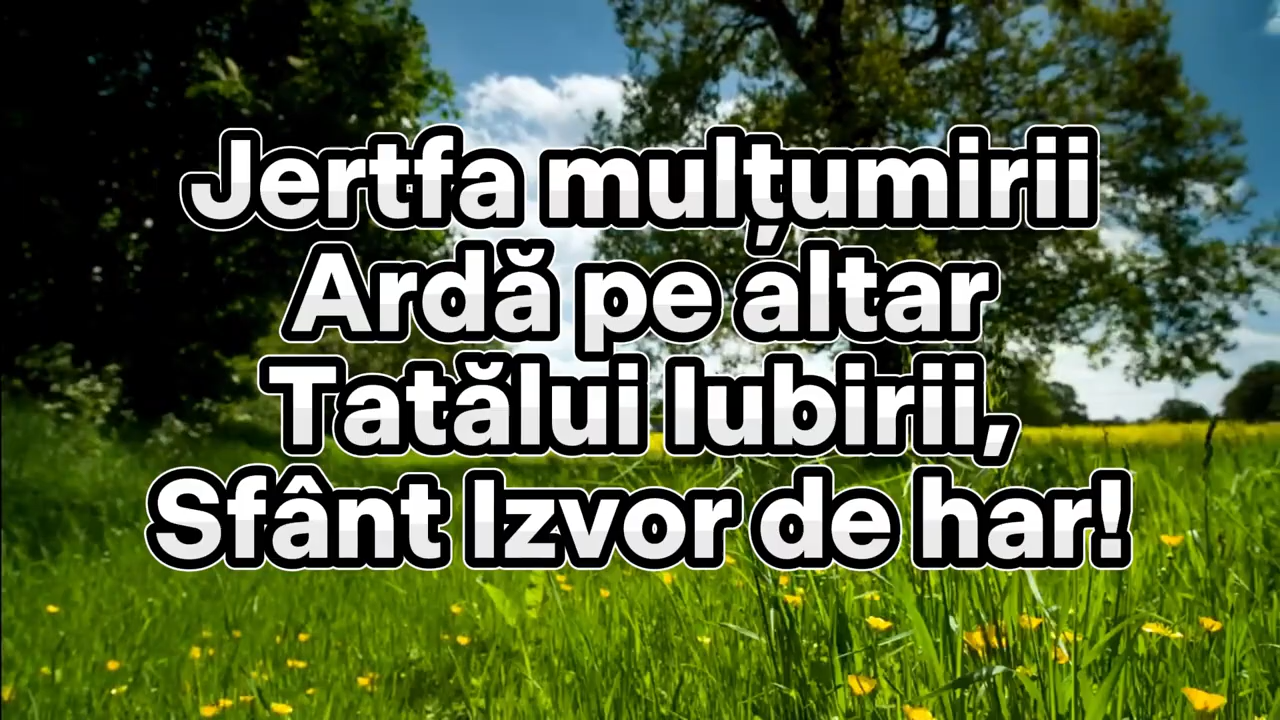 Jertfa mulțumirii
Ardă pe altar
Tatălui Iubirii,
Sfânt Izvor de har!